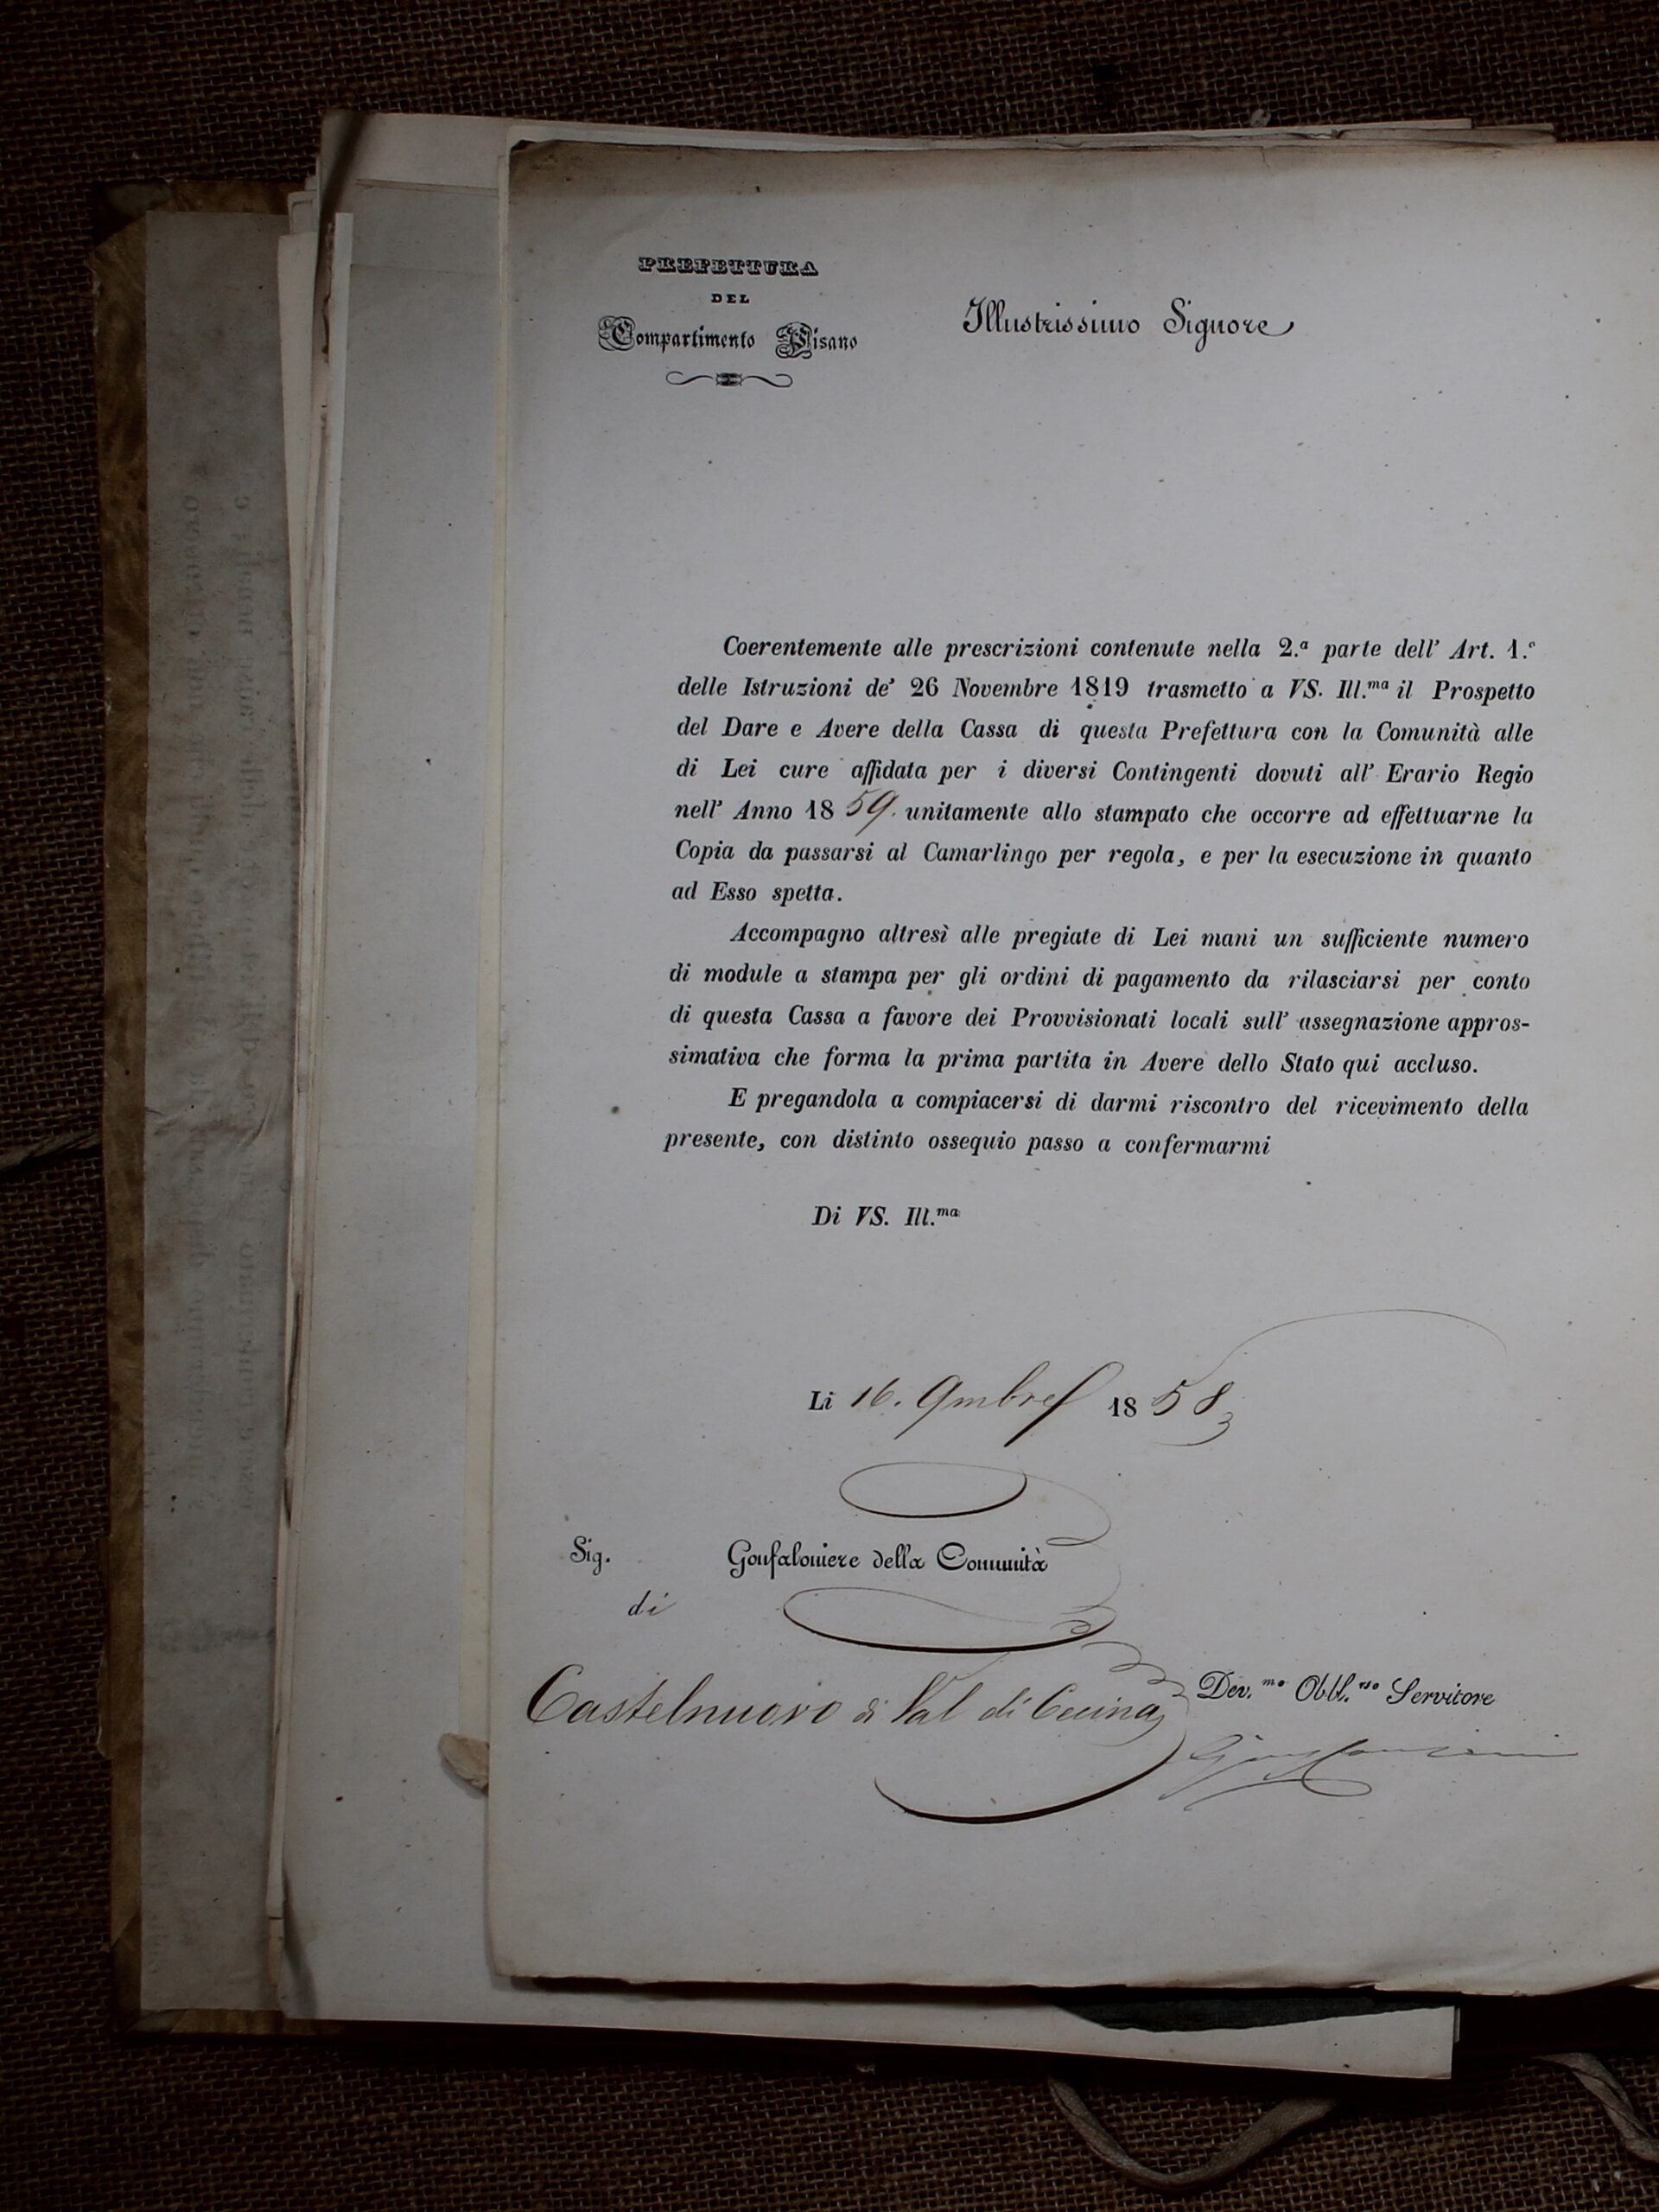 PREFETTURA
DEL
Compartimento Pisano
Illustrissimo Signore
Coerentemente alle prescrizioni contenute nella 2.ª parte dell' Art. 1.º
delle Istruzioni de' 26 Novembre 1819 trasmetto a VS. Ill.ᵐᵃ il Prospetto
del Dare e Avere della Cassa di questa Prefettura con la Comunità alle
di Lei cure affidata per i diversi Contingenti dovuti all' Erario Regio
nell' Anno 1859. unitamente allo stampato che occorre ad effettuarne la
Copia da passarsi al Camarlingo per regola, e per la esecuzione in quanto
ad Esso spetta.
Accompagno altresì alle pregiate di Lei mani un sufficiente numero
di module a stampa per gli ordini di pagamento da rilasciarsi per conto
di questa Cassa a favore dei Provvisionati locali sull' assegnazione appros-
simativa che forma la prima partita in Avere dello Stato qui accluso.
E pregandola a compiacersi di darmi riscontro del ricevimento della
presente, con distinto ossequio passo a confermarmi
Di VS. Ill.ᵐᵃ
Li 16. 9mbre 1858
Sig. Gonfaloniere della Comunità
di
Castelnuovo di Val di Cecina
Dev.ᵐᵒ Obbl.ᵐᵒ Servitore